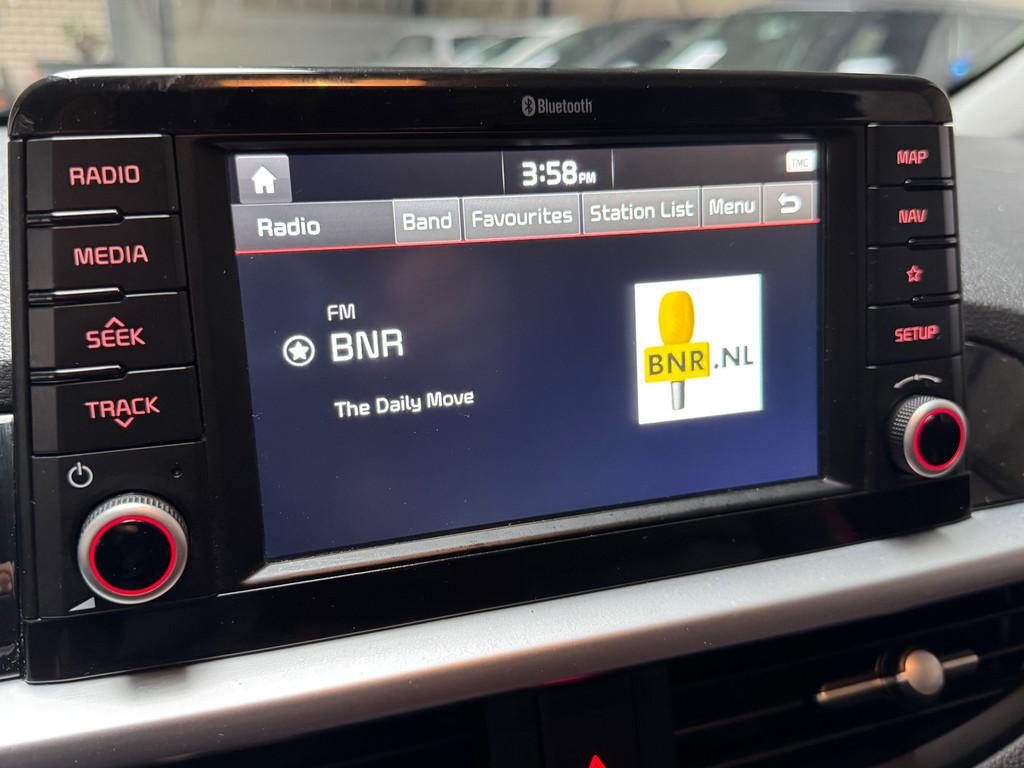 Bluetooth
RADIO
MEDIA
SEEK
TRACK
3:58PM
TMC
Radio
Band
Favourites
Station List
Menu
FM
BNR
The Daily Move
BNR.NL
MAP
NAV
SETUP